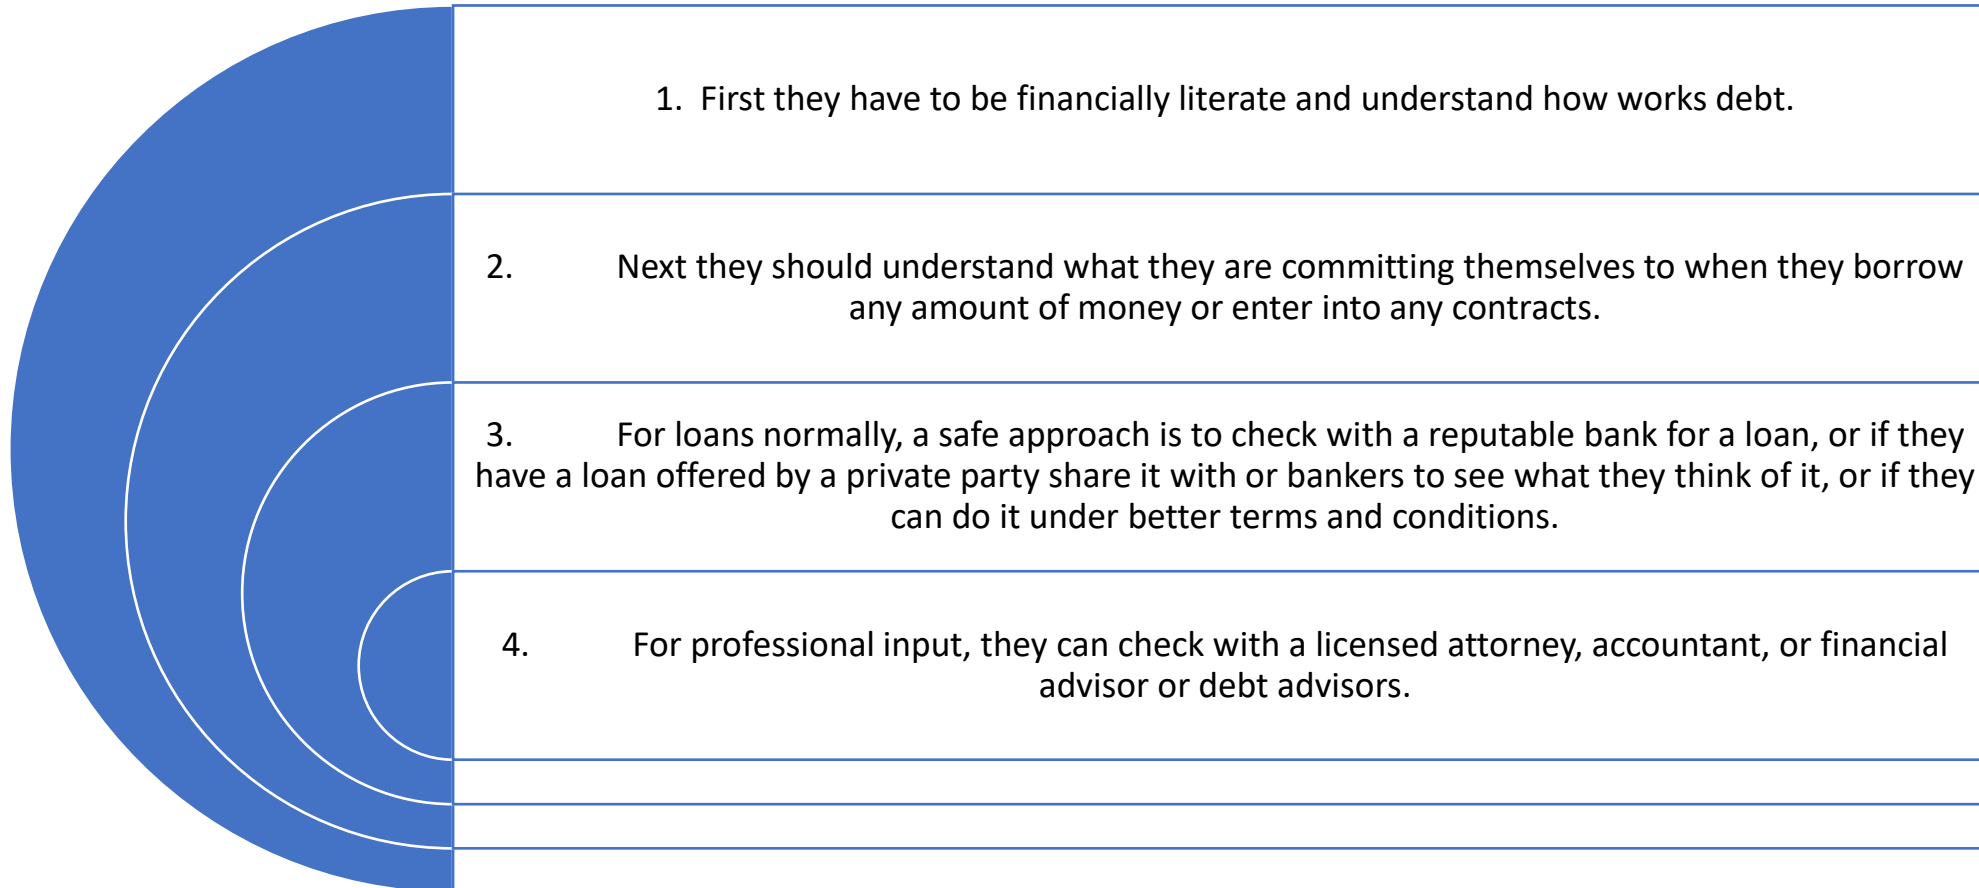 1. First they have to be financially literate and understand how works debt.
2. Next they should understand what they are committing themselves to when they borrow
any amount of money or enter into any contracts.
3. For loans normally, a safe approach is to check with a reputable bank for a loan, or if they
have a loan offered by a private party share it with or bankers to see what they think of it, or if they
can do it under better terms and conditions.
4. For professional input, they can check with a licensed attorney, accountant, or financial
advisor or debt advisors.